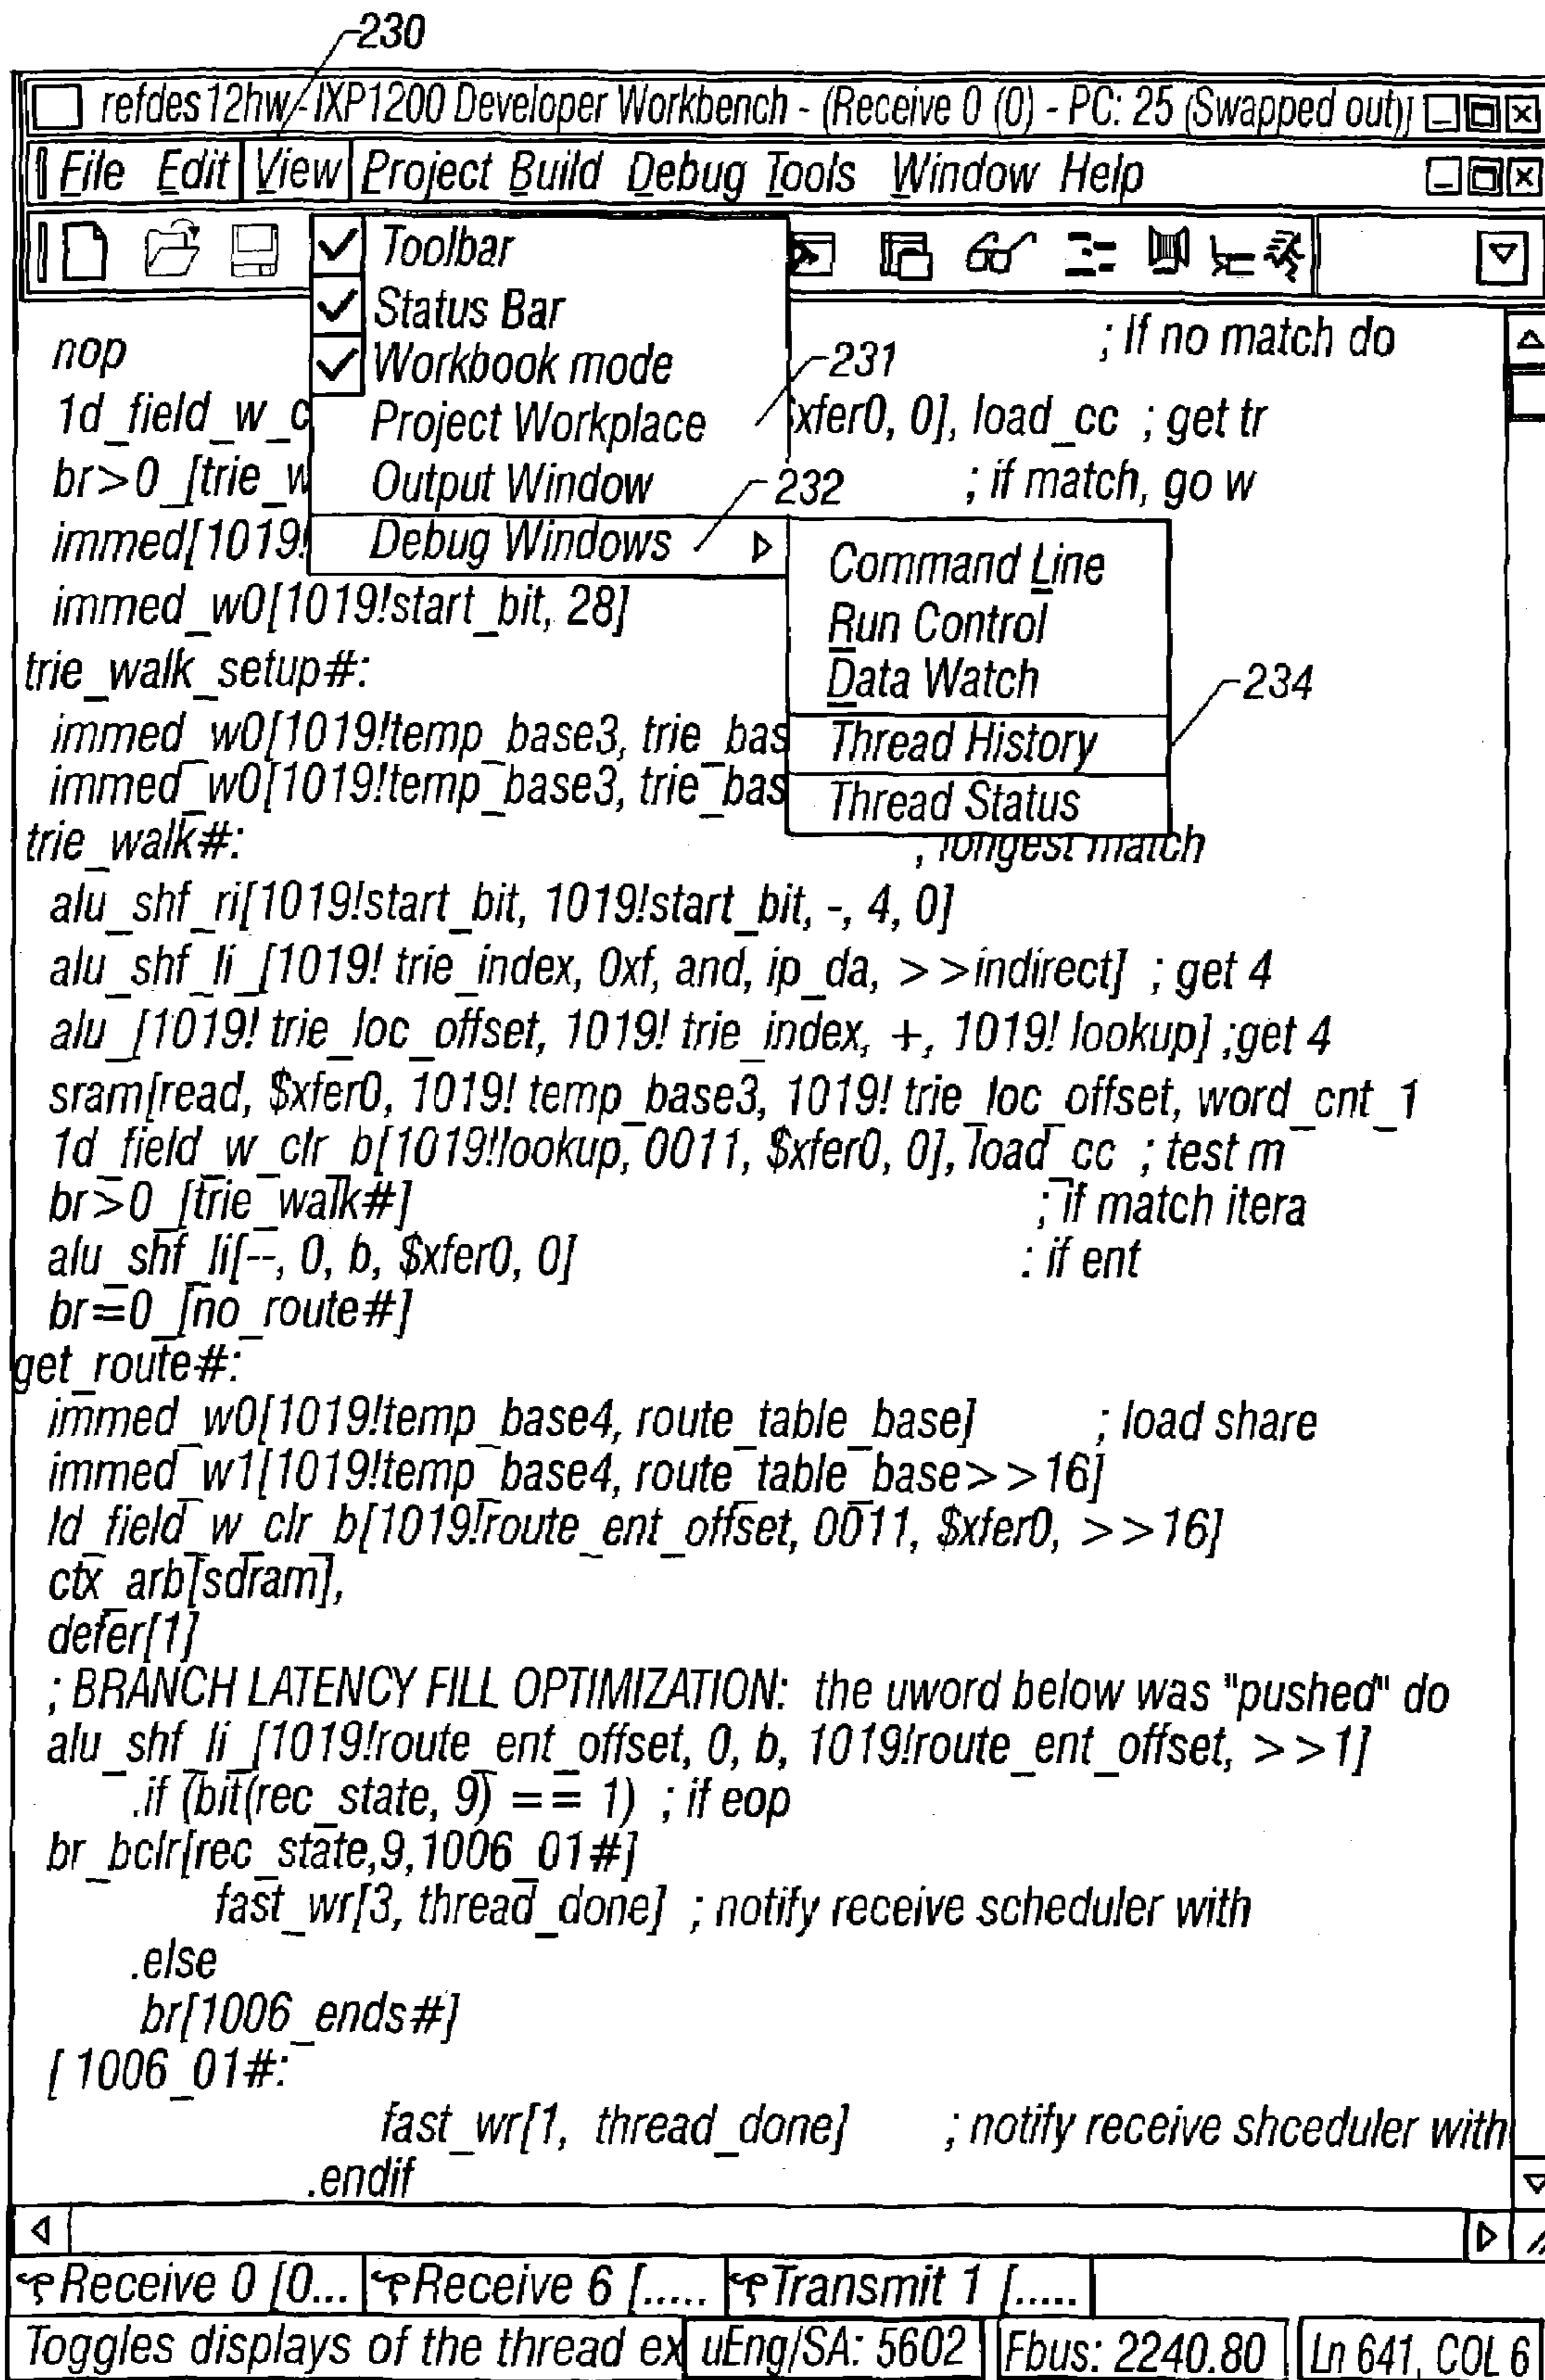 230
refdes12hw - IXP1200 Developer Workbench - (Receive 0 (0) - PC: 25 (Swapped out)]
File Edit View Project Build Debug Tools Window Help
Toolbar
Status Bar
nop ; If no match do
Workbook mode 231
1d_field_w_c Project Workplace $xfer0, 0], load_cc ; get tr
br>0_[trie_w Output Window 232 ; if match, go w
immed[1019! Debug Windows
Command Line
immed_w0[1019!start_bit, 28] Run Control
trie_walk_setup#: Data Watch 234
immed_w0[1019!temp_base3, trie_bas Thread History
immed_w0[1019!temp_base3, trie_bas Thread Status
trie_walk#: ; longest match
alu_shf_ri[1019!start_bit, 1019!start_bit, -, 4, 0]
alu_shf_li_[1019! trie_index, 0xf, and, ip_da, >>indirect] ; get 4
alu_[1019! trie_loc_offset, 1019! trie_index, +, 1019! lookup] ;get 4
sram[read, $xfer0, 1019! temp_base3, 1019! trie_loc_offset, word_cnt_1
1d_field_w_clr_b[1019!lookup, 0011, $xfer0, 0], load_cc ; test m
br>0_[trie_walk#] ; if match itera
alu_shf_li[--, 0, b, $xfer0, 0] : if ent
br=0_[no_route#]
get_route#:
immed_w0[1019!temp_base4, route_table_base] ; load share
immed_w1[1019!temp_base4, route_table_base>>16]
ld_field_w_clr_b[1019!route_ent_offset, 0011, $xfer0, >>16]
ctx_arb[sdram],
defer[1]
; BRANCH LATENCY FILL OPTIMIZATION: the uword below was "pushed" do
alu_shf_li_[1019!route_ent_offset, 0, b, 1019!route_ent_offset, >>1]
.if (bit(rec_state, 9) == 1) ; if eop
br_bclr[rec_state,9,1006_01#]
fast_wr[3, thread_done] ; notify receive scheduler with
.else
br[1006_ends#]
[ 1006_01#:
fast_wr[1, thread_done] ; notify receive shceduler with
.endif
Receive 0 [0... Receive 6 [..... Transmit 1 [.....
Toggles displays of the thread ex uEng/SA: 5602 Fbus: 2240.80 Ln 641, COL 6